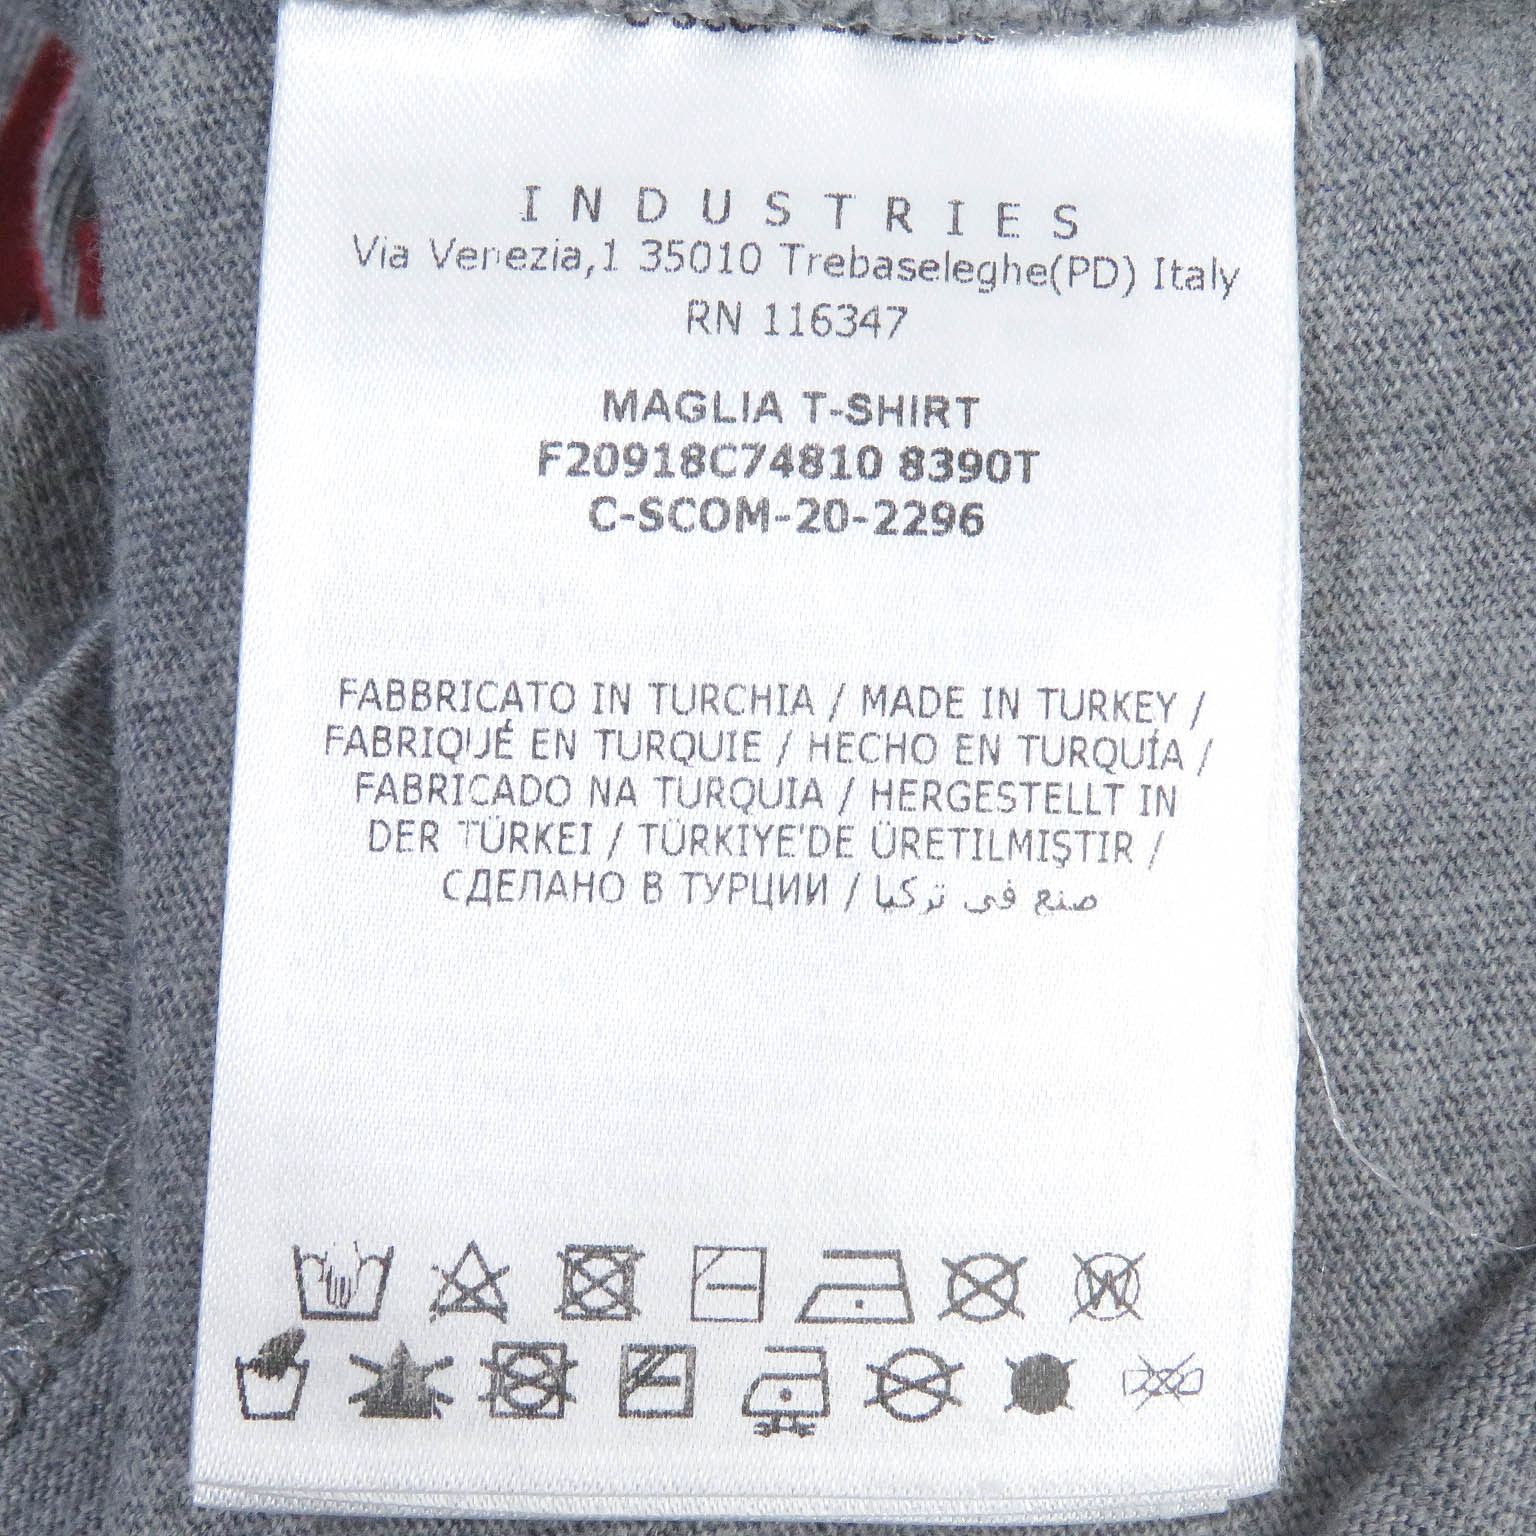 I N D U S T R I E S
Via Venezia,1 35010 Trebaseleghe(PD) Italy
RN 116347
MAGLIA T-SHIRT
F20918C74810 8390T
C-SCOM-20-2296
FABBRICATO IN TURCHIA / MADE IN TURKEY /
FABRIQUÉ EN TURQUIE / HECHO EN TURQUÍA /
FABRICADO NA TURQUIA / HERGESTELLT IN
DER TÜRKEI / TÜRKIYE'DE ÜRETILMIŞTIR /
СДЕЛАНО В ТУРЦИИ / صنع في تركيا
W